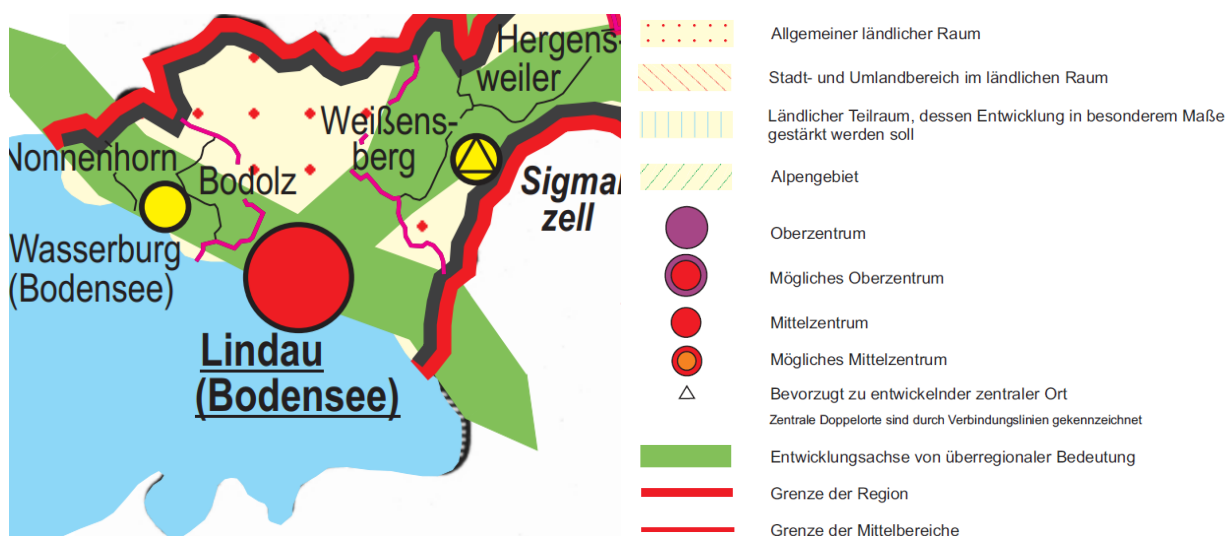 Hergens-
weiler
Weißens-
berg
Nonnenhorn
Bodolz
Sigmar
zell
Wasserburg
(Bodensee)
Lindau
(Bodensee)
Allgemeiner ländlicher Raum
Stadt- und Umlandbereich im ländlichen Raum
Ländlicher Teilraum, dessen Entwicklung in besonderem Maße
gestärkt werden soll
Alpengebiet
Oberzentrum
Mögliches Oberzentrum
Mittelzentrum
Mögliches Mittelzentrum
Bevorzugt zu entwickelnder zentraler Ort
Zentrale Doppelorte sind durch Verbindungslinien gekennzeichnet
Entwicklungsachse von überregionaler Bedeutung
Grenze der Region
Grenze der Mittelbereiche